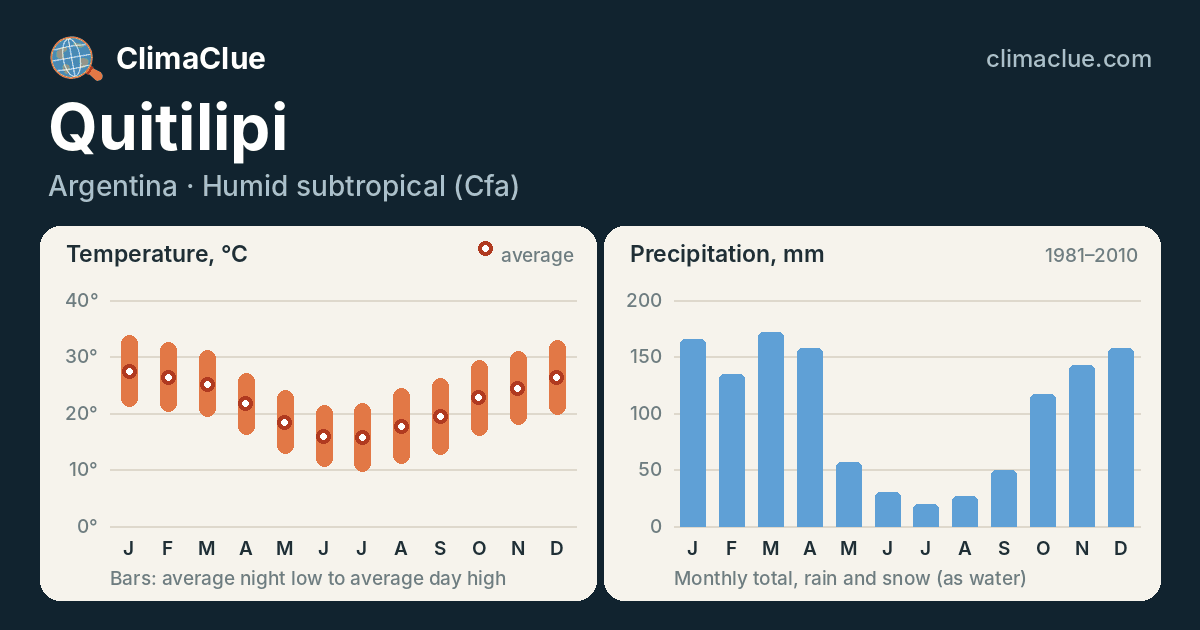 ClimaClue
climaclue.com
Quitilipi
Argentina · Humid subtropical (Cfa)
Temperature, °C
average
40°
30°
20°
10°
0°
J F M A M J J A S O N D
Bars: average night low to average day high
Precipitation, mm
1981–2010
200
150
100
50
0
J F M A M J J A S O N D
Monthly total, rain and snow (as water)